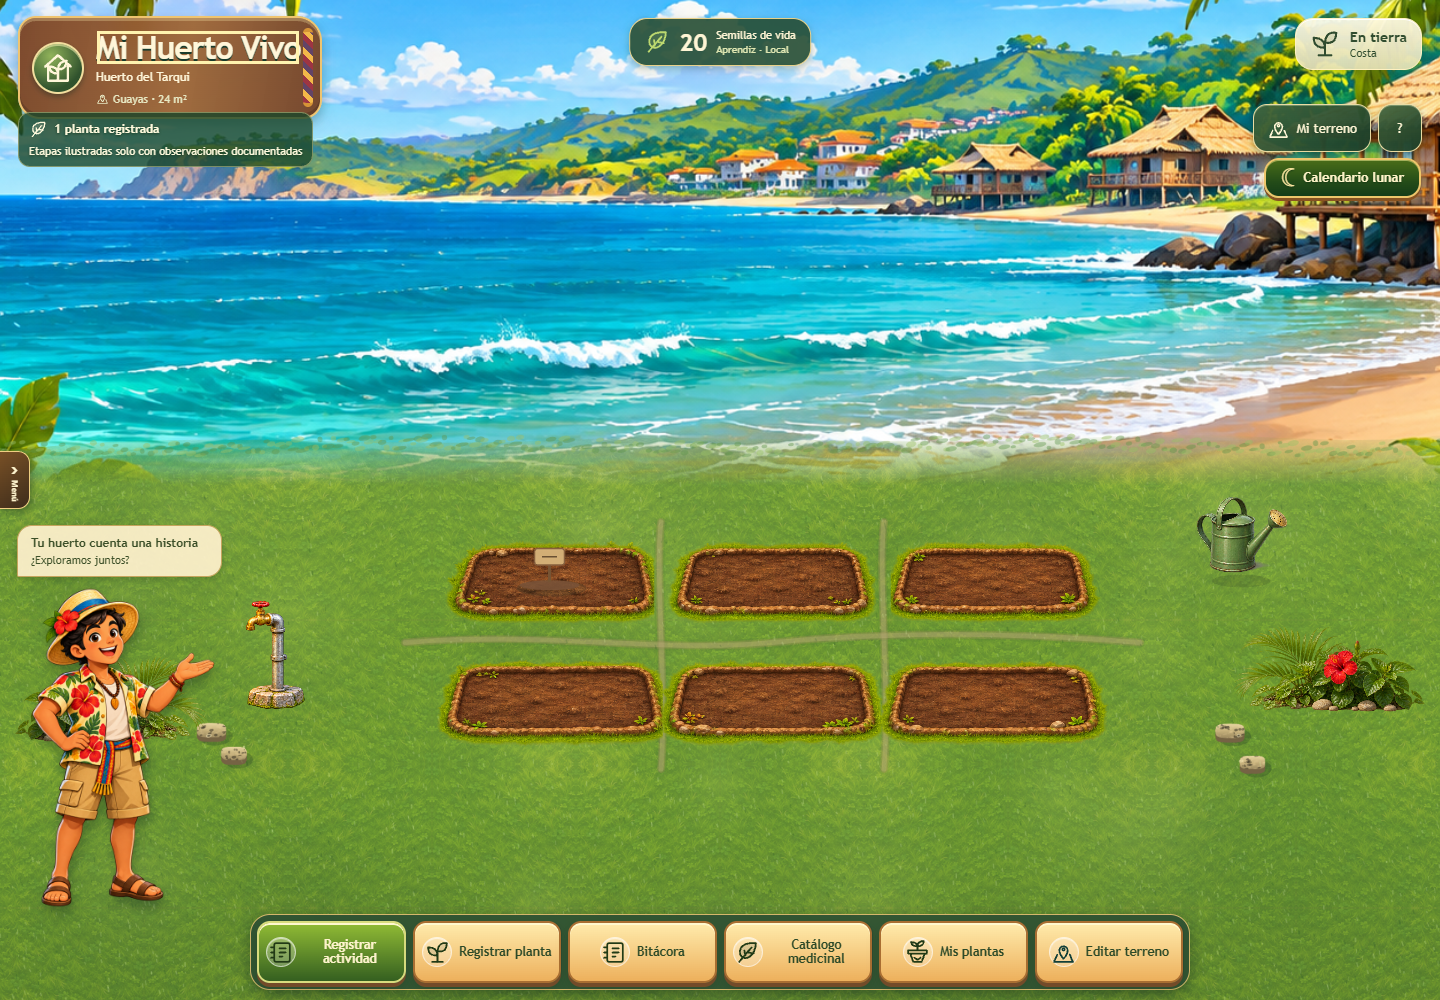 Mi Huerto Vivo
Huerto del Tarqui
Guayas · 24 m²
1 planta registrada
Etapas ilustradas solo con observaciones documentadas
20
Semillas de vida
Aprendiz - Local
En tierra
Costa
Mi terreno
?
Calendario lunar
Menú
Tu huerto cuenta una historia
¿Exploramos juntos?
Registrar
actividad
Registrar planta
Bitácora
Catálogo
medicinal
Mis plantas
Editar terreno